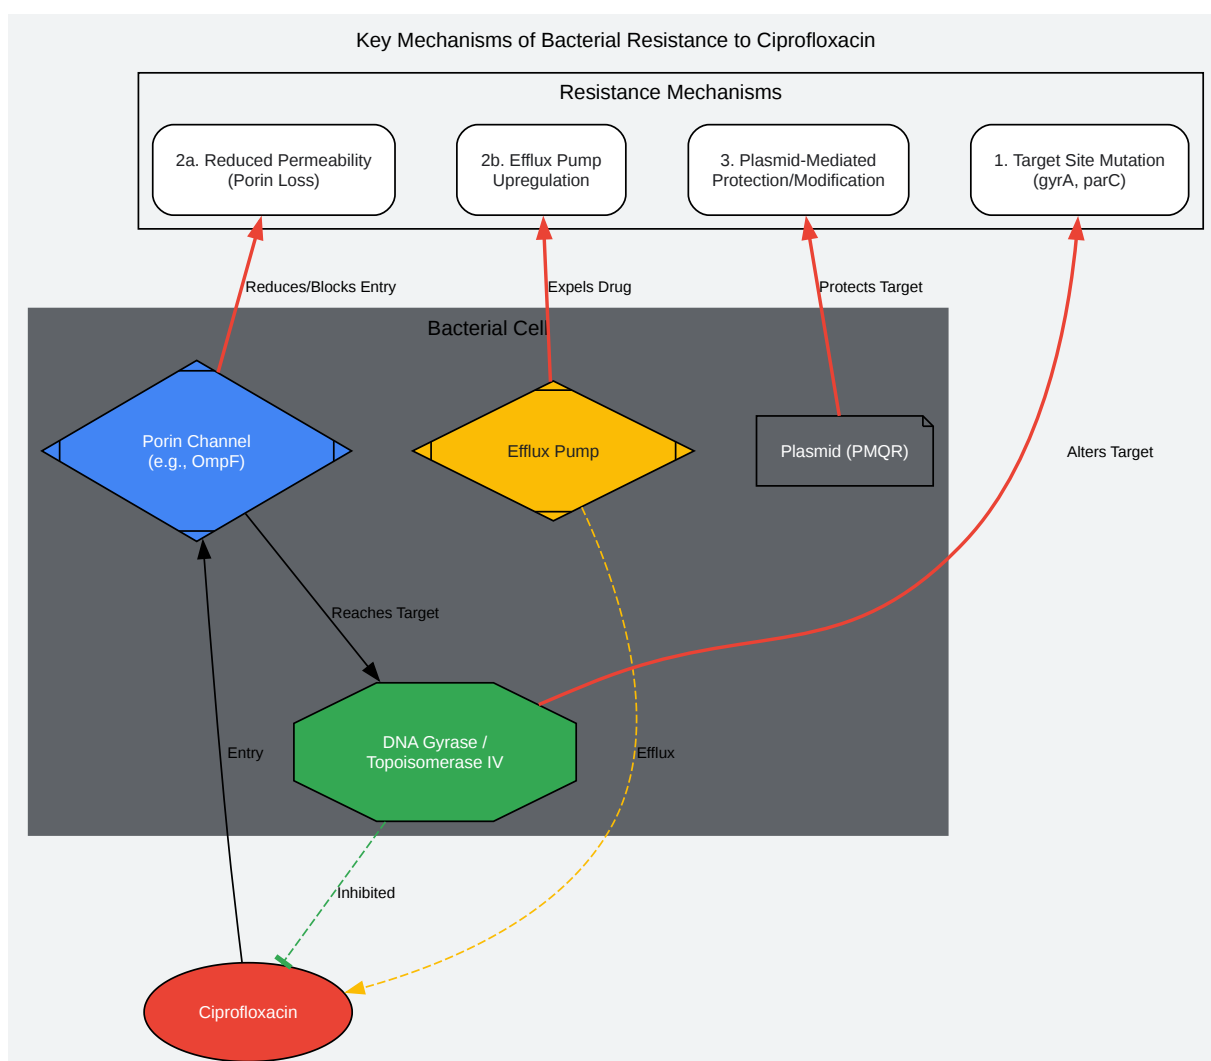 Key Mechanisms of Bacterial Resistance to Ciprofloxacin
Resistance Mechanisms
2a. Reduced Permeability
(Porin Loss)
2b. Efflux Pump
Upregulation
3. Plasmid-Mediated
Protection/Modification
1. Target Site Mutation
(gyrA, parC)
Reduces/Blocks Entry
Expels Drug
Protects Target
Bacterial Cell
Porin Channel
(e.g., OmpF)
Efflux Pump
Plasmid (PMQR)
Alters Target
Reaches Target
DNA Gyrase /
Topoisomerase IV
Entry
Efflux
Inhibited
Ciprofloxacin